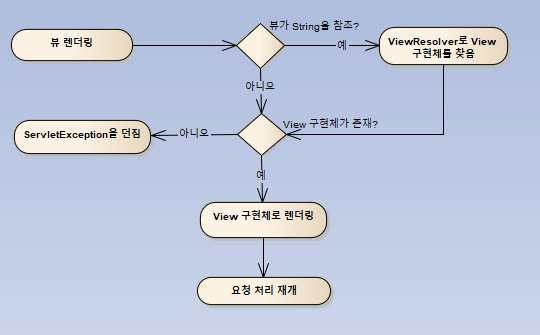 뷰 렌더링
뷰가 String을 참조?
예
ViewResolver로 View
구현체를 찾음
아니오
ServletException을 던짐
아니오
View 구현체가 존재?
예
View 구현체로 렌더링
요청 처리 재개